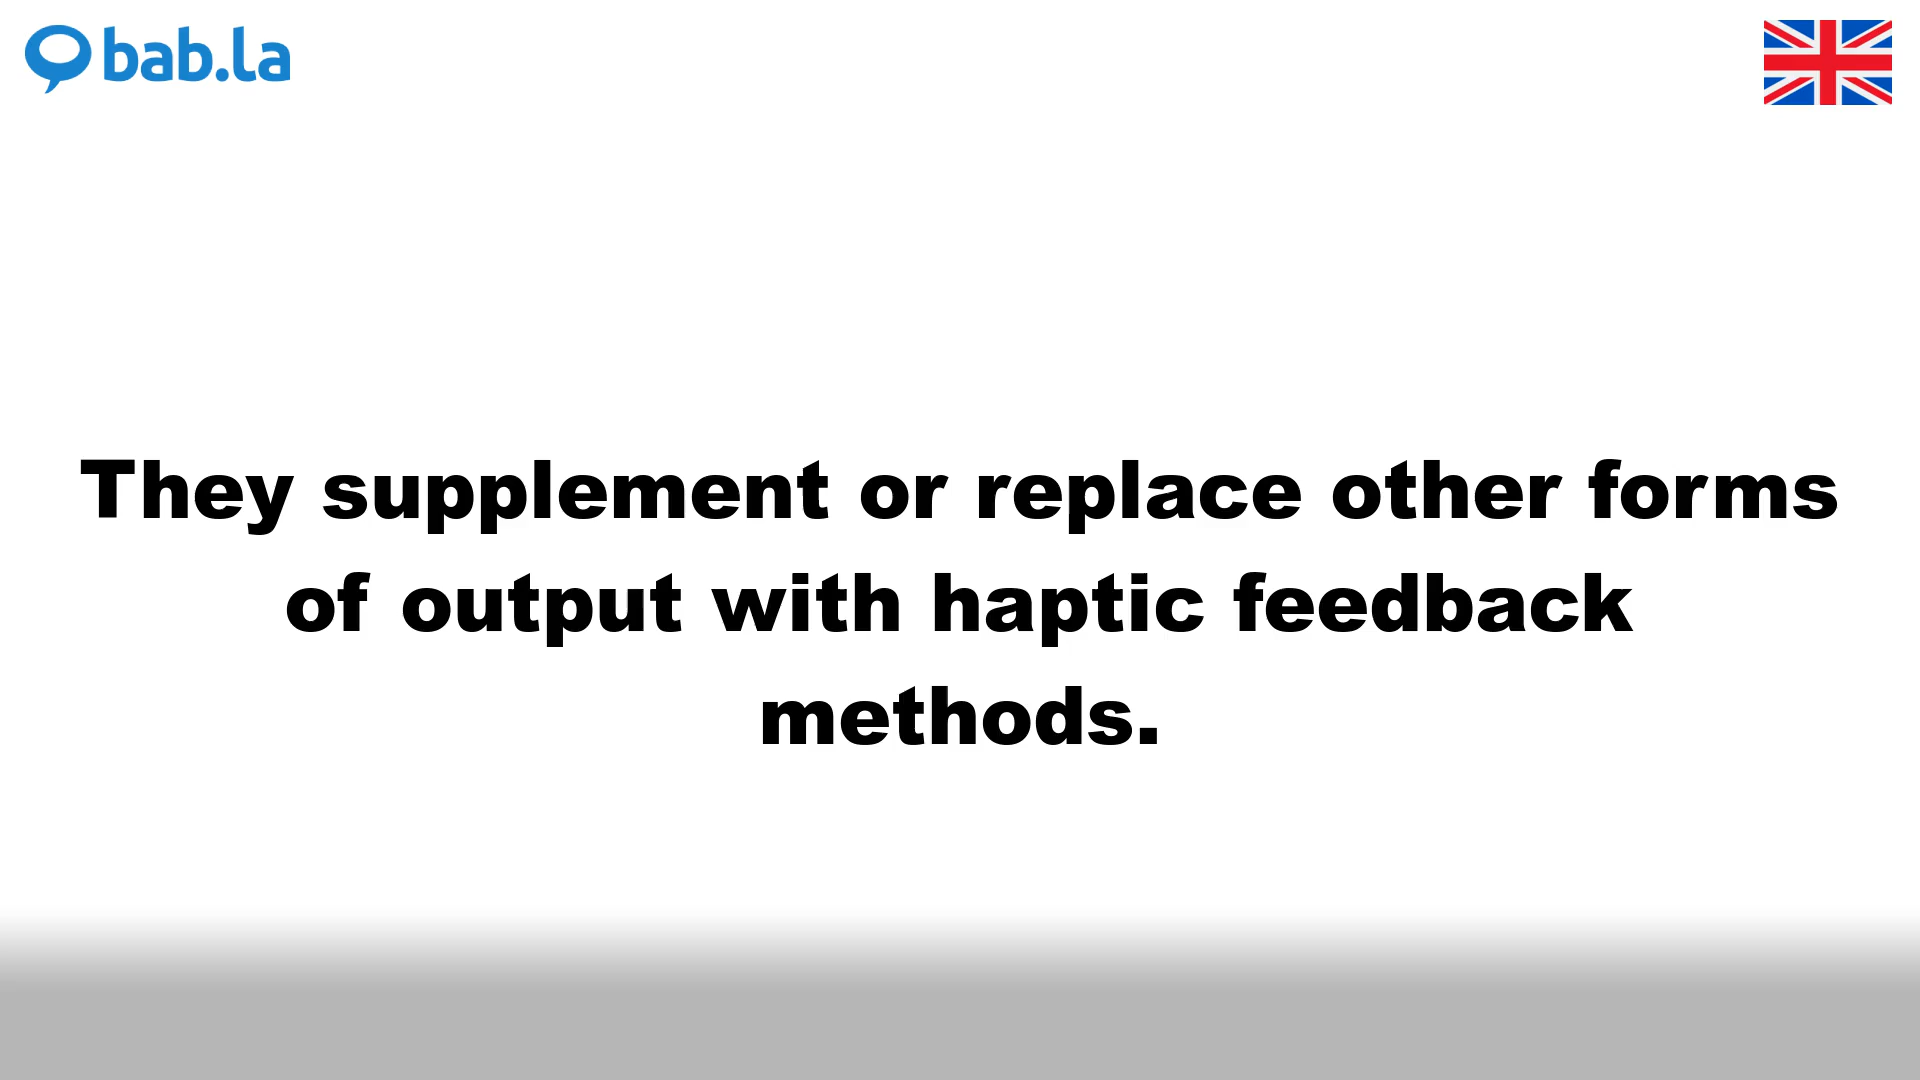 bab.la
They supplement or replace other forms
of output with haptic feedback
methods.